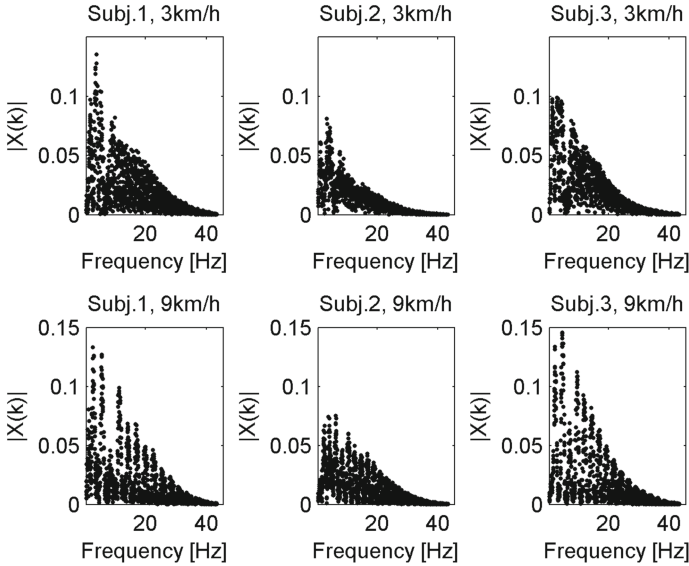 Subj.1, 3km/h
Subj.2, 3km/h
Subj.3, 3km/h
|X(k)|
0.1
0.05
0
20
40
Frequency [Hz]
|X(k)|
0.1
0.05
0
20
40
Frequency [Hz]
|X(k)|
0.1
0.05
0
20
40
Frequency [Hz]
Subj.1, 9km/h
Subj.2, 9km/h
Subj.3, 9km/h
|X(k)|
0.15
0.1
0.05
0
20
40
Frequency [Hz]
|X(k)|
0.15
0.1
0.05
0
20
40
Frequency [Hz]
|X(k)|
0.15
0.1
0.05
0
20
40
Frequency [Hz]